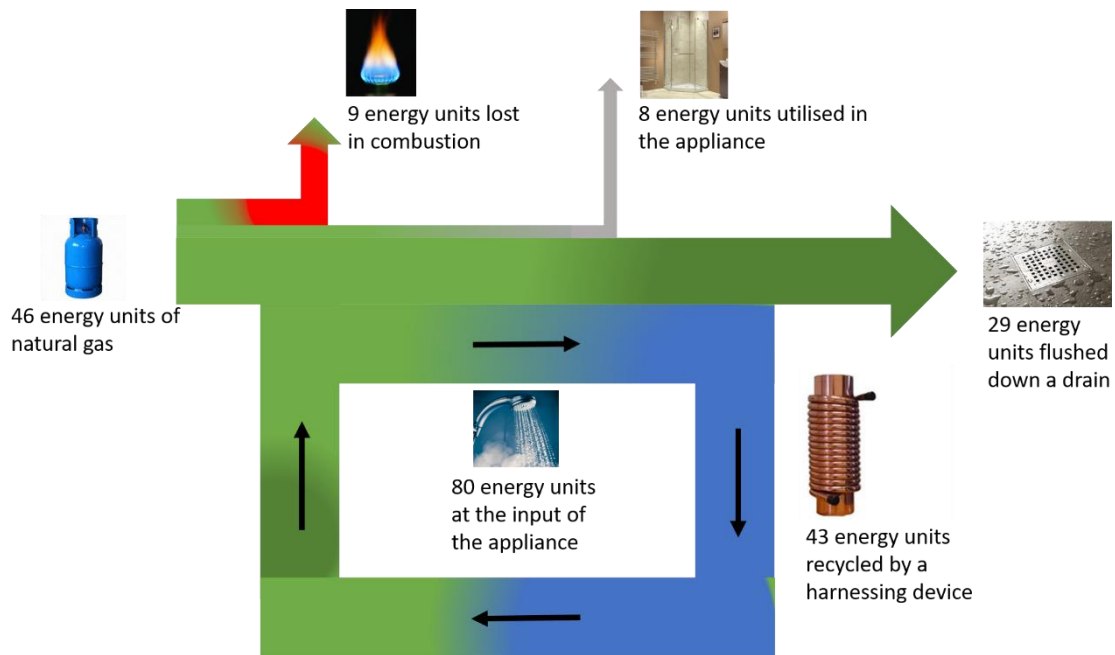 9 energy units lost
in combustion
8 energy units utilised in
the appliance
46 energy units of
natural gas
29 energy
units flushed
down a drain
80 energy units
at the input of
the appliance
43 energy units
recycled by a
harnessing device